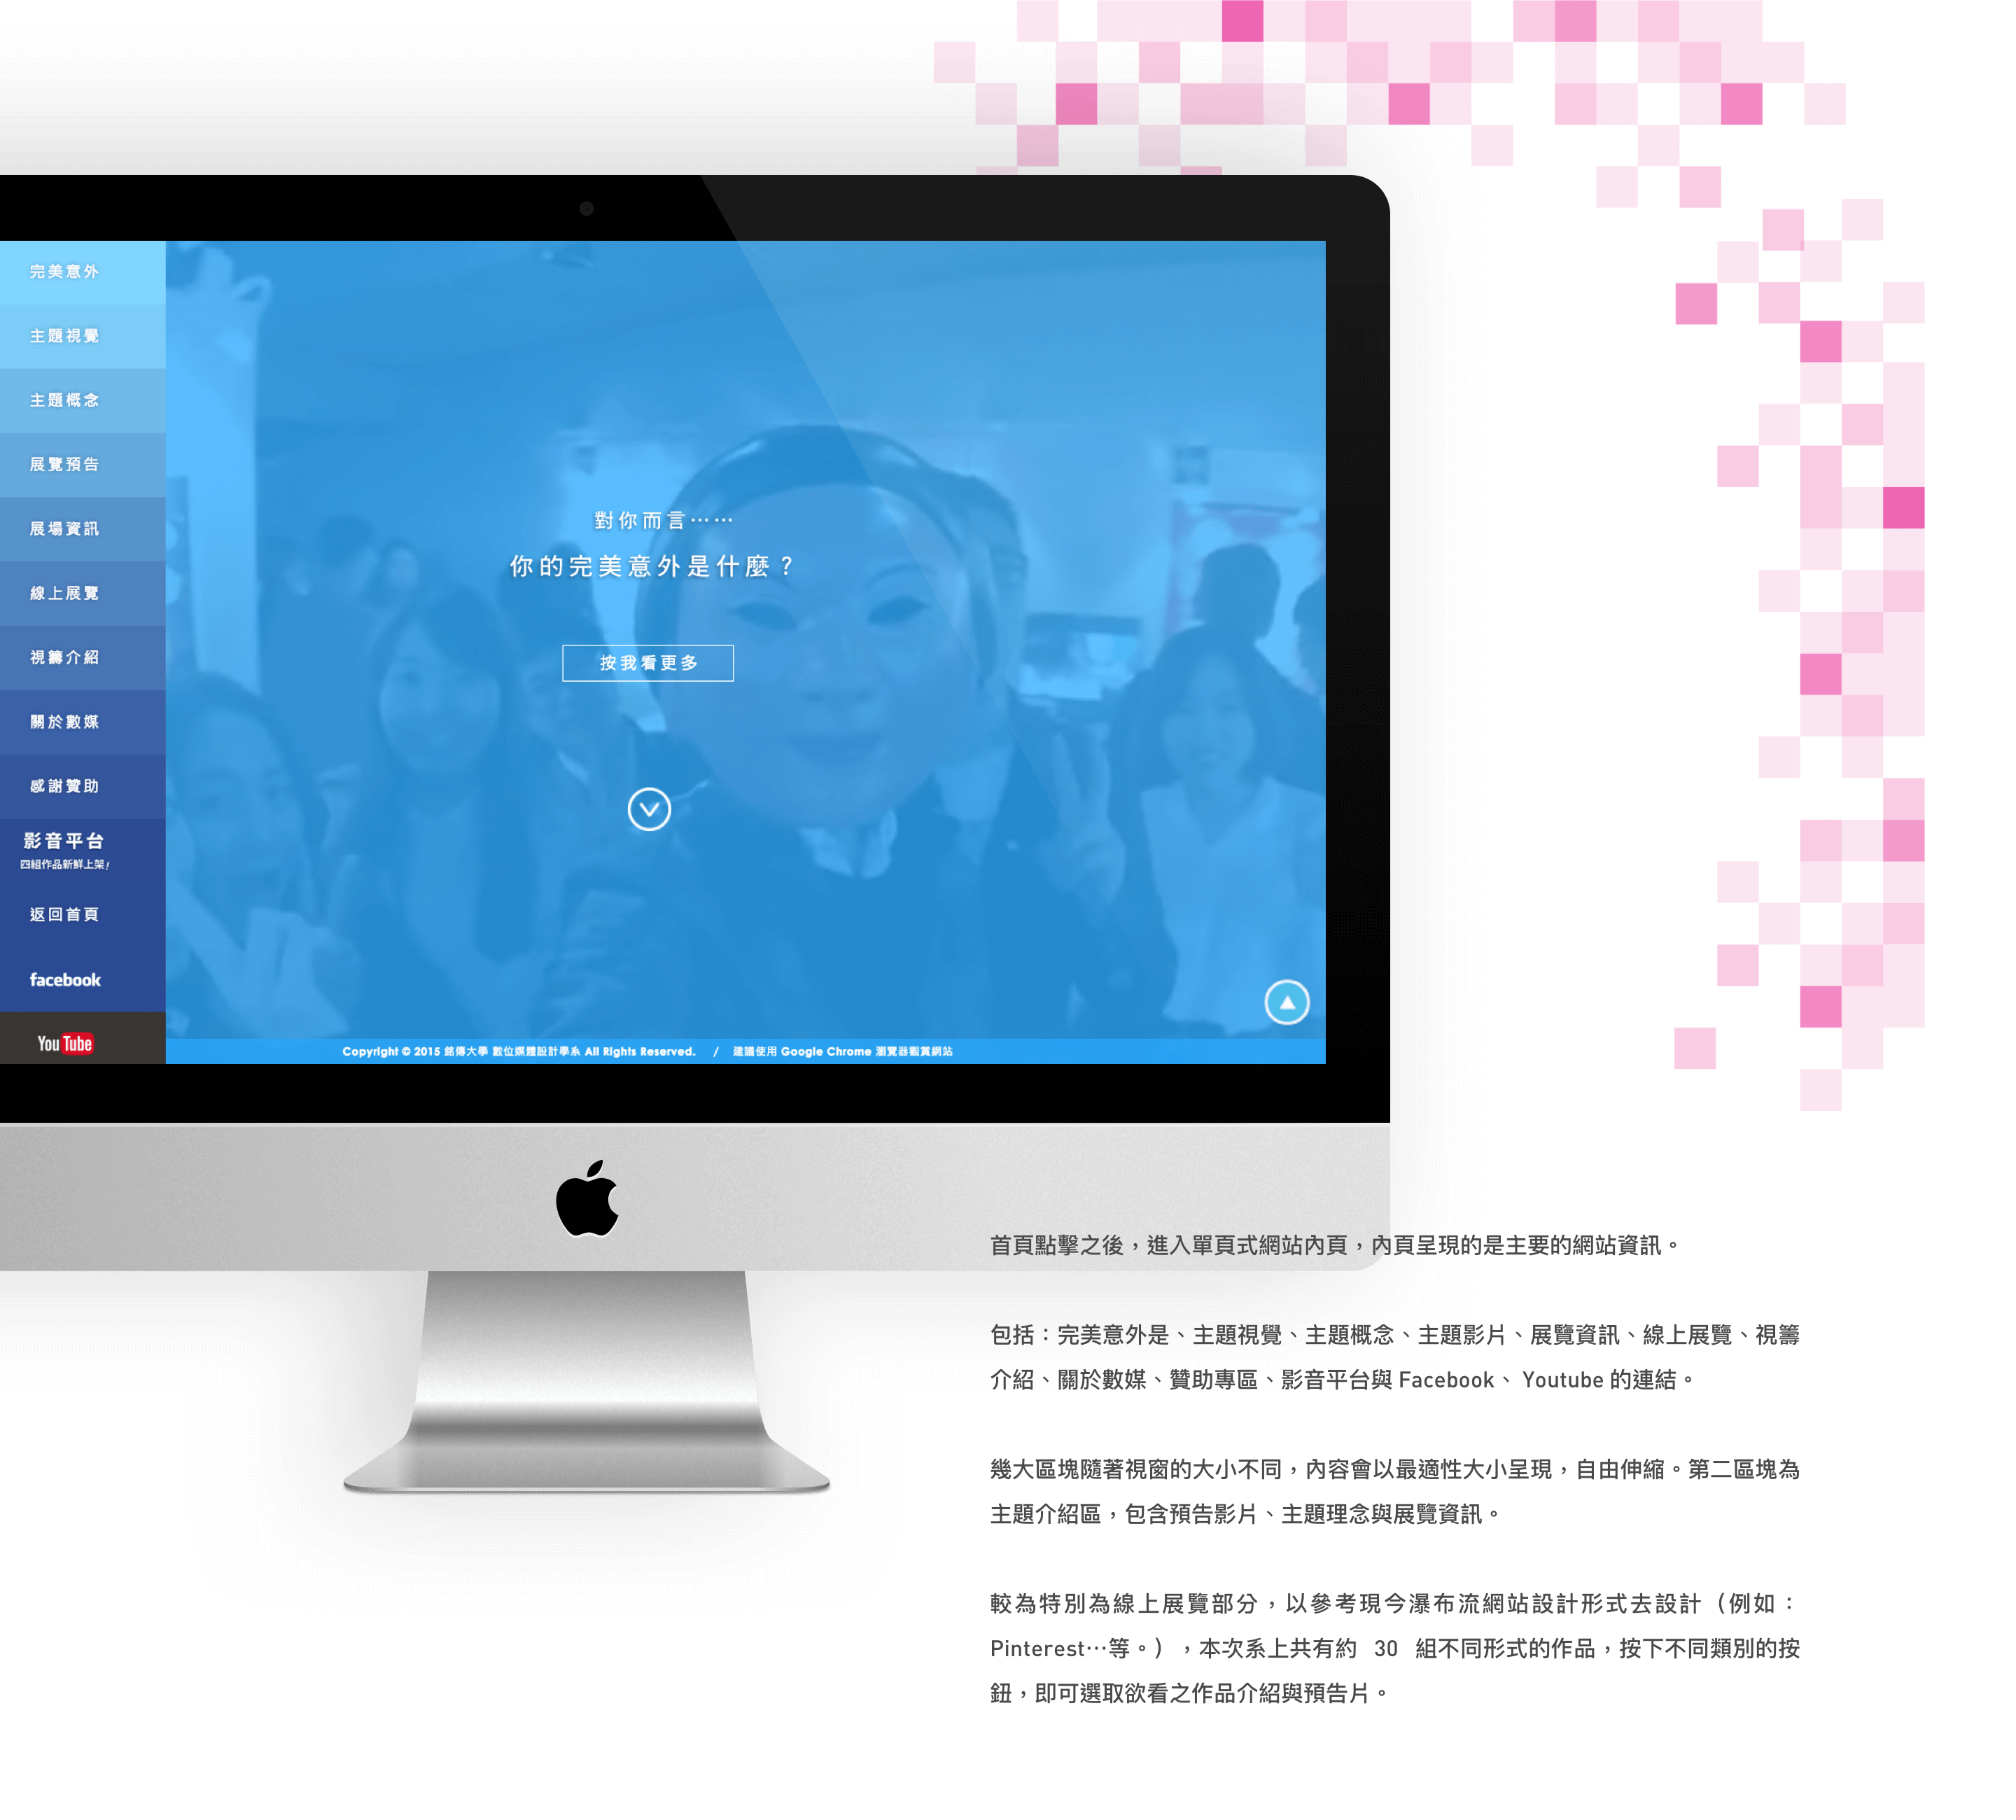 完美意外
主題視覺
主題概念
展覽預告
展場資訊
線上展覽
視籌介紹
關於數媒
感謝贊助
影音平台
四組作品新鮮上架!
返回首頁
facebook
YouTube
對你而言⋯⋯
你的完美意外是什麼？
按我看更多
Copyright © 2015 銘傳大學 數位媒體設計學系 All Rights Reserved. / 建議使用 Google Chrome 瀏覽器觀賞網站
首頁點擊之後，進入單頁式網站內頁，內頁呈現的是主要的網站資訊。
包括：完美意外是、主題視覺、主題概念、主題影片、展覽資訊、線上展覽、視籌
介紹、關於數媒、贊助專區、影音平台與 Facebook、 Youtube 的連結。
幾大區塊隨著視窗的大小不同，內容會以最適性大小呈現，自由伸縮。第二區塊為
主題介紹區，包含預告影片、主題理念與展覽資訊。
較為特別為線上展覽部分，以參考現今瀑布流網站設計形式去設計（例如：
Pinterest⋯等。），本次系上共有約 30 組不同形式的作品，按下不同類別的按
鈕，即可選取欲看之作品介紹與預告片。